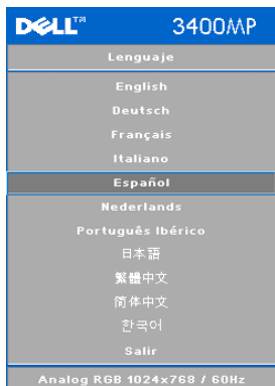 DELL™ 3400MP
Lenguaje
English
Deutsch
Français
Italiano
Español
Nederlands
Português Ibérico
日本語
繁體中文
简体中文
한국어
Salir
Analog RGB 1024x768 / 60Hz